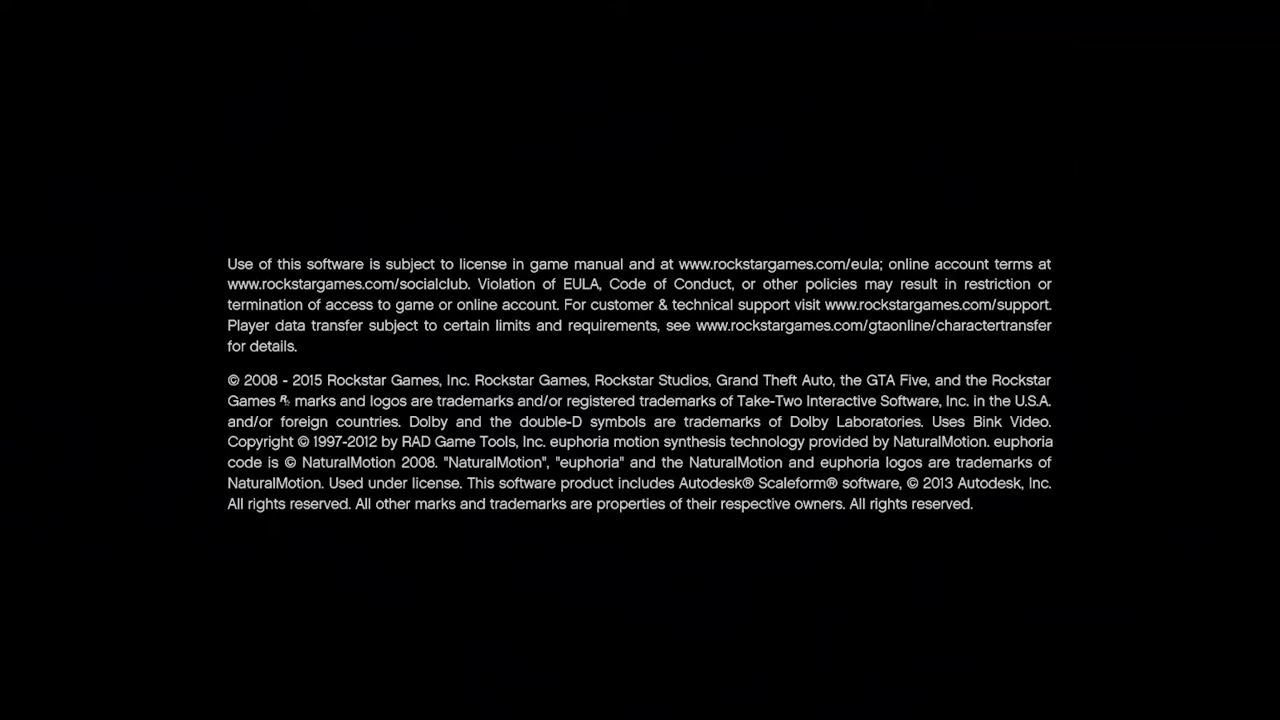 Use of this software is subject to license in game manual and at www.rockstargames.com/eula; online account terms at
www.rockstargames.com/socialclub. Violation of EULA, Code of Conduct, or other policies may result in restriction or
termination of access to game or online account. For customer & technical support visit www.rockstargames.com/support.
Player data transfer subject to certain limits and requirements, see www.rockstargames.com/gtaonline/charactertransfer
for details.
© 2008 - 2015 Rockstar Games, Inc. Rockstar Games, Rockstar Studios, Grand Theft Auto, the GTA Five, and the Rockstar
Games R* marks and logos are trademarks and/or registered trademarks of Take-Two Interactive Software, Inc. in the U.S.A.
and/or foreign countries. Dolby and the double-D symbols are trademarks of Dolby Laboratories. Uses Bink Video.
Copyright © 1997-2012 by RAD Game Tools, Inc. euphoria motion synthesis technology provided by NaturalMotion. euphoria
code is © NaturalMotion 2008. "NaturalMotion", "euphoria" and the NaturalMotion and euphoria logos are trademarks of
NaturalMotion. Used under license. This software product includes Autodesk® Scaleform® software, © 2013 Autodesk, Inc.
All rights reserved. All other marks and trademarks are properties of their respective owners. All rights reserved.